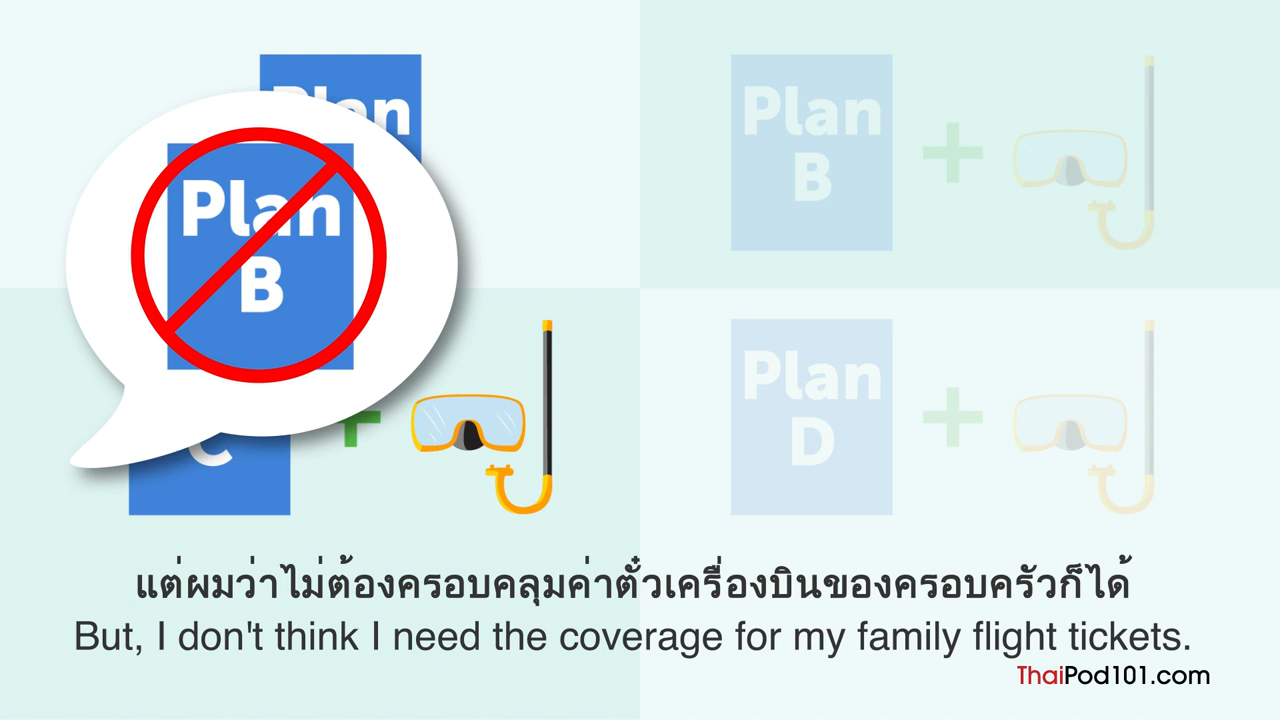 Plan
Plan
B
C
Plan
B
Plan
D
แต่ผมว่าไม่ต้องครอบคลุมค่าตั๋วเครื่องบินของครอบครัวก็ได้
But, I don't think I need the coverage for my family flight tickets.
ThaiPod101.com